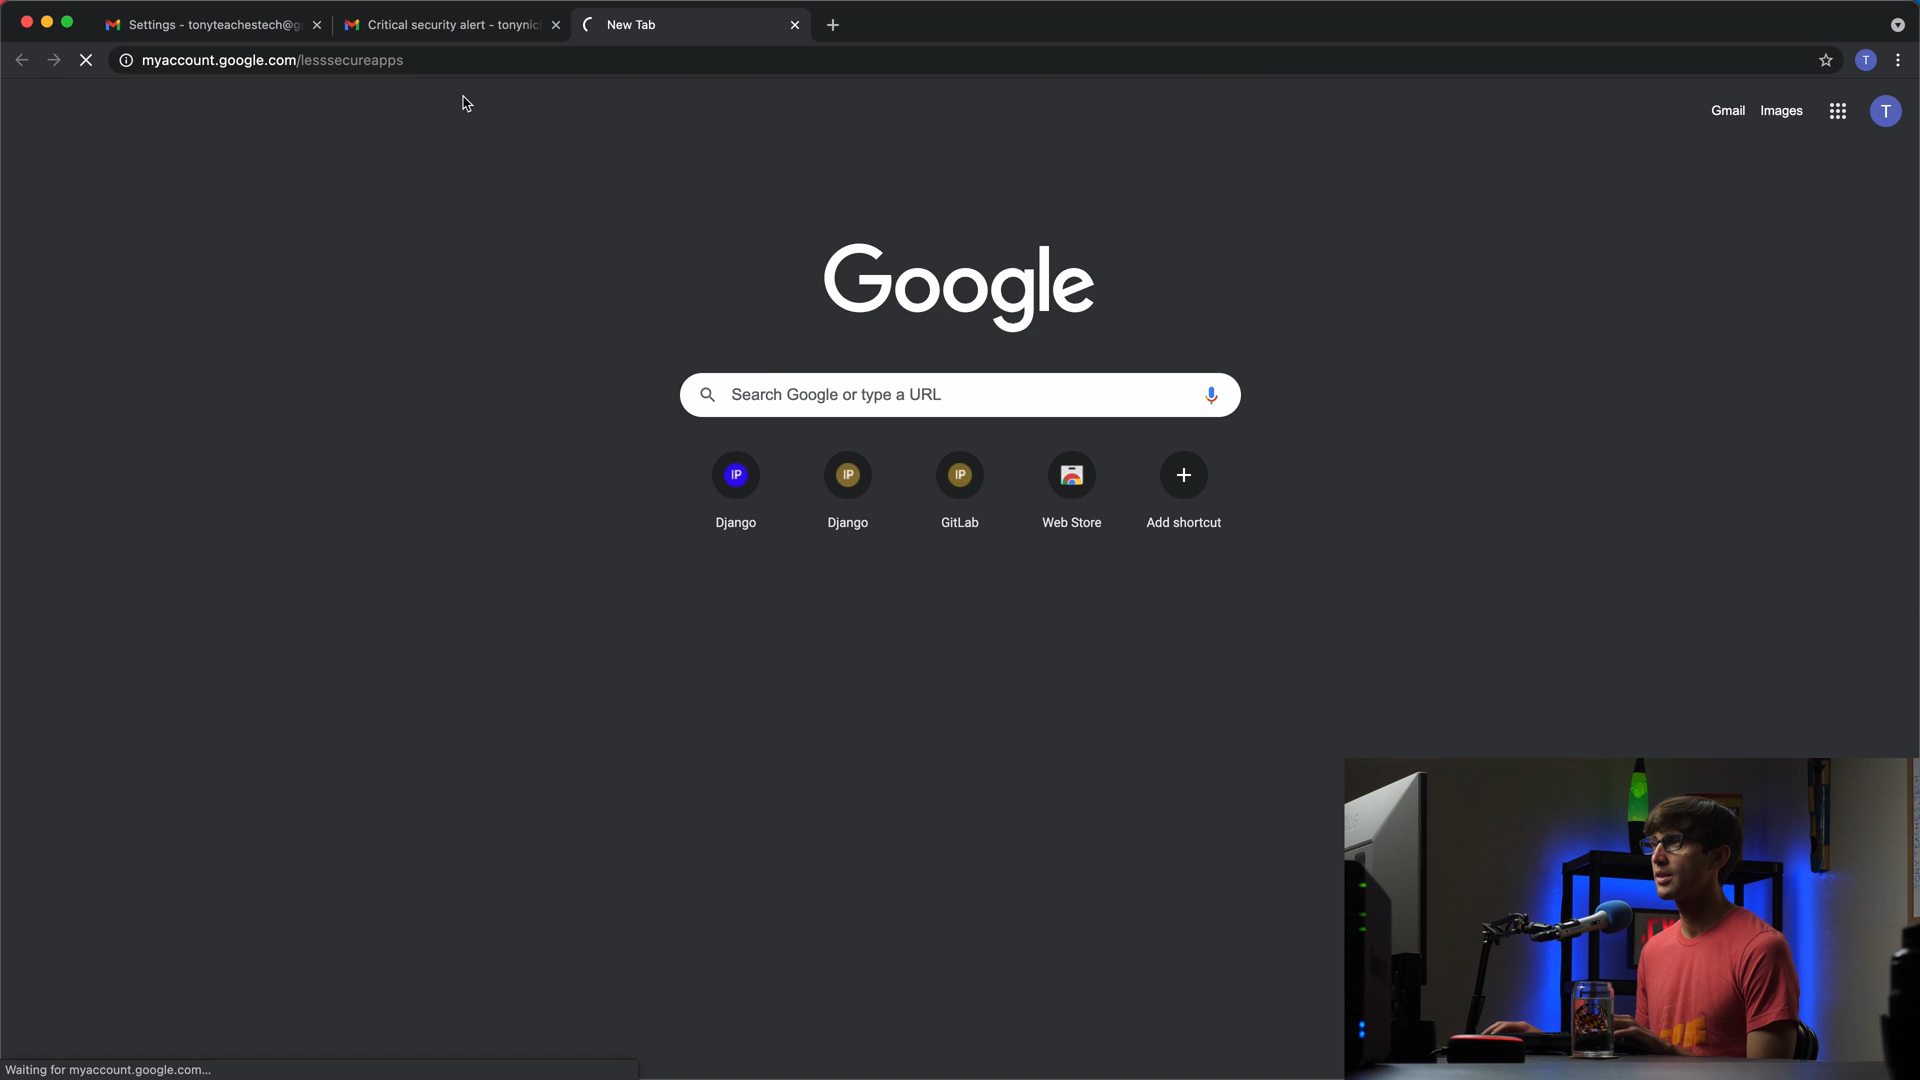 Settings - tonyteachestech@g
Critical security alert - tonynic
New Tab
myaccount.google.com/lesssecureapps
T
Gmail
Images
T
Google
Search Google or type a URL
IP
IP
IP
Django
Django
GitLab
Web Store
Add shortcut
Waiting for myaccount.google.com...